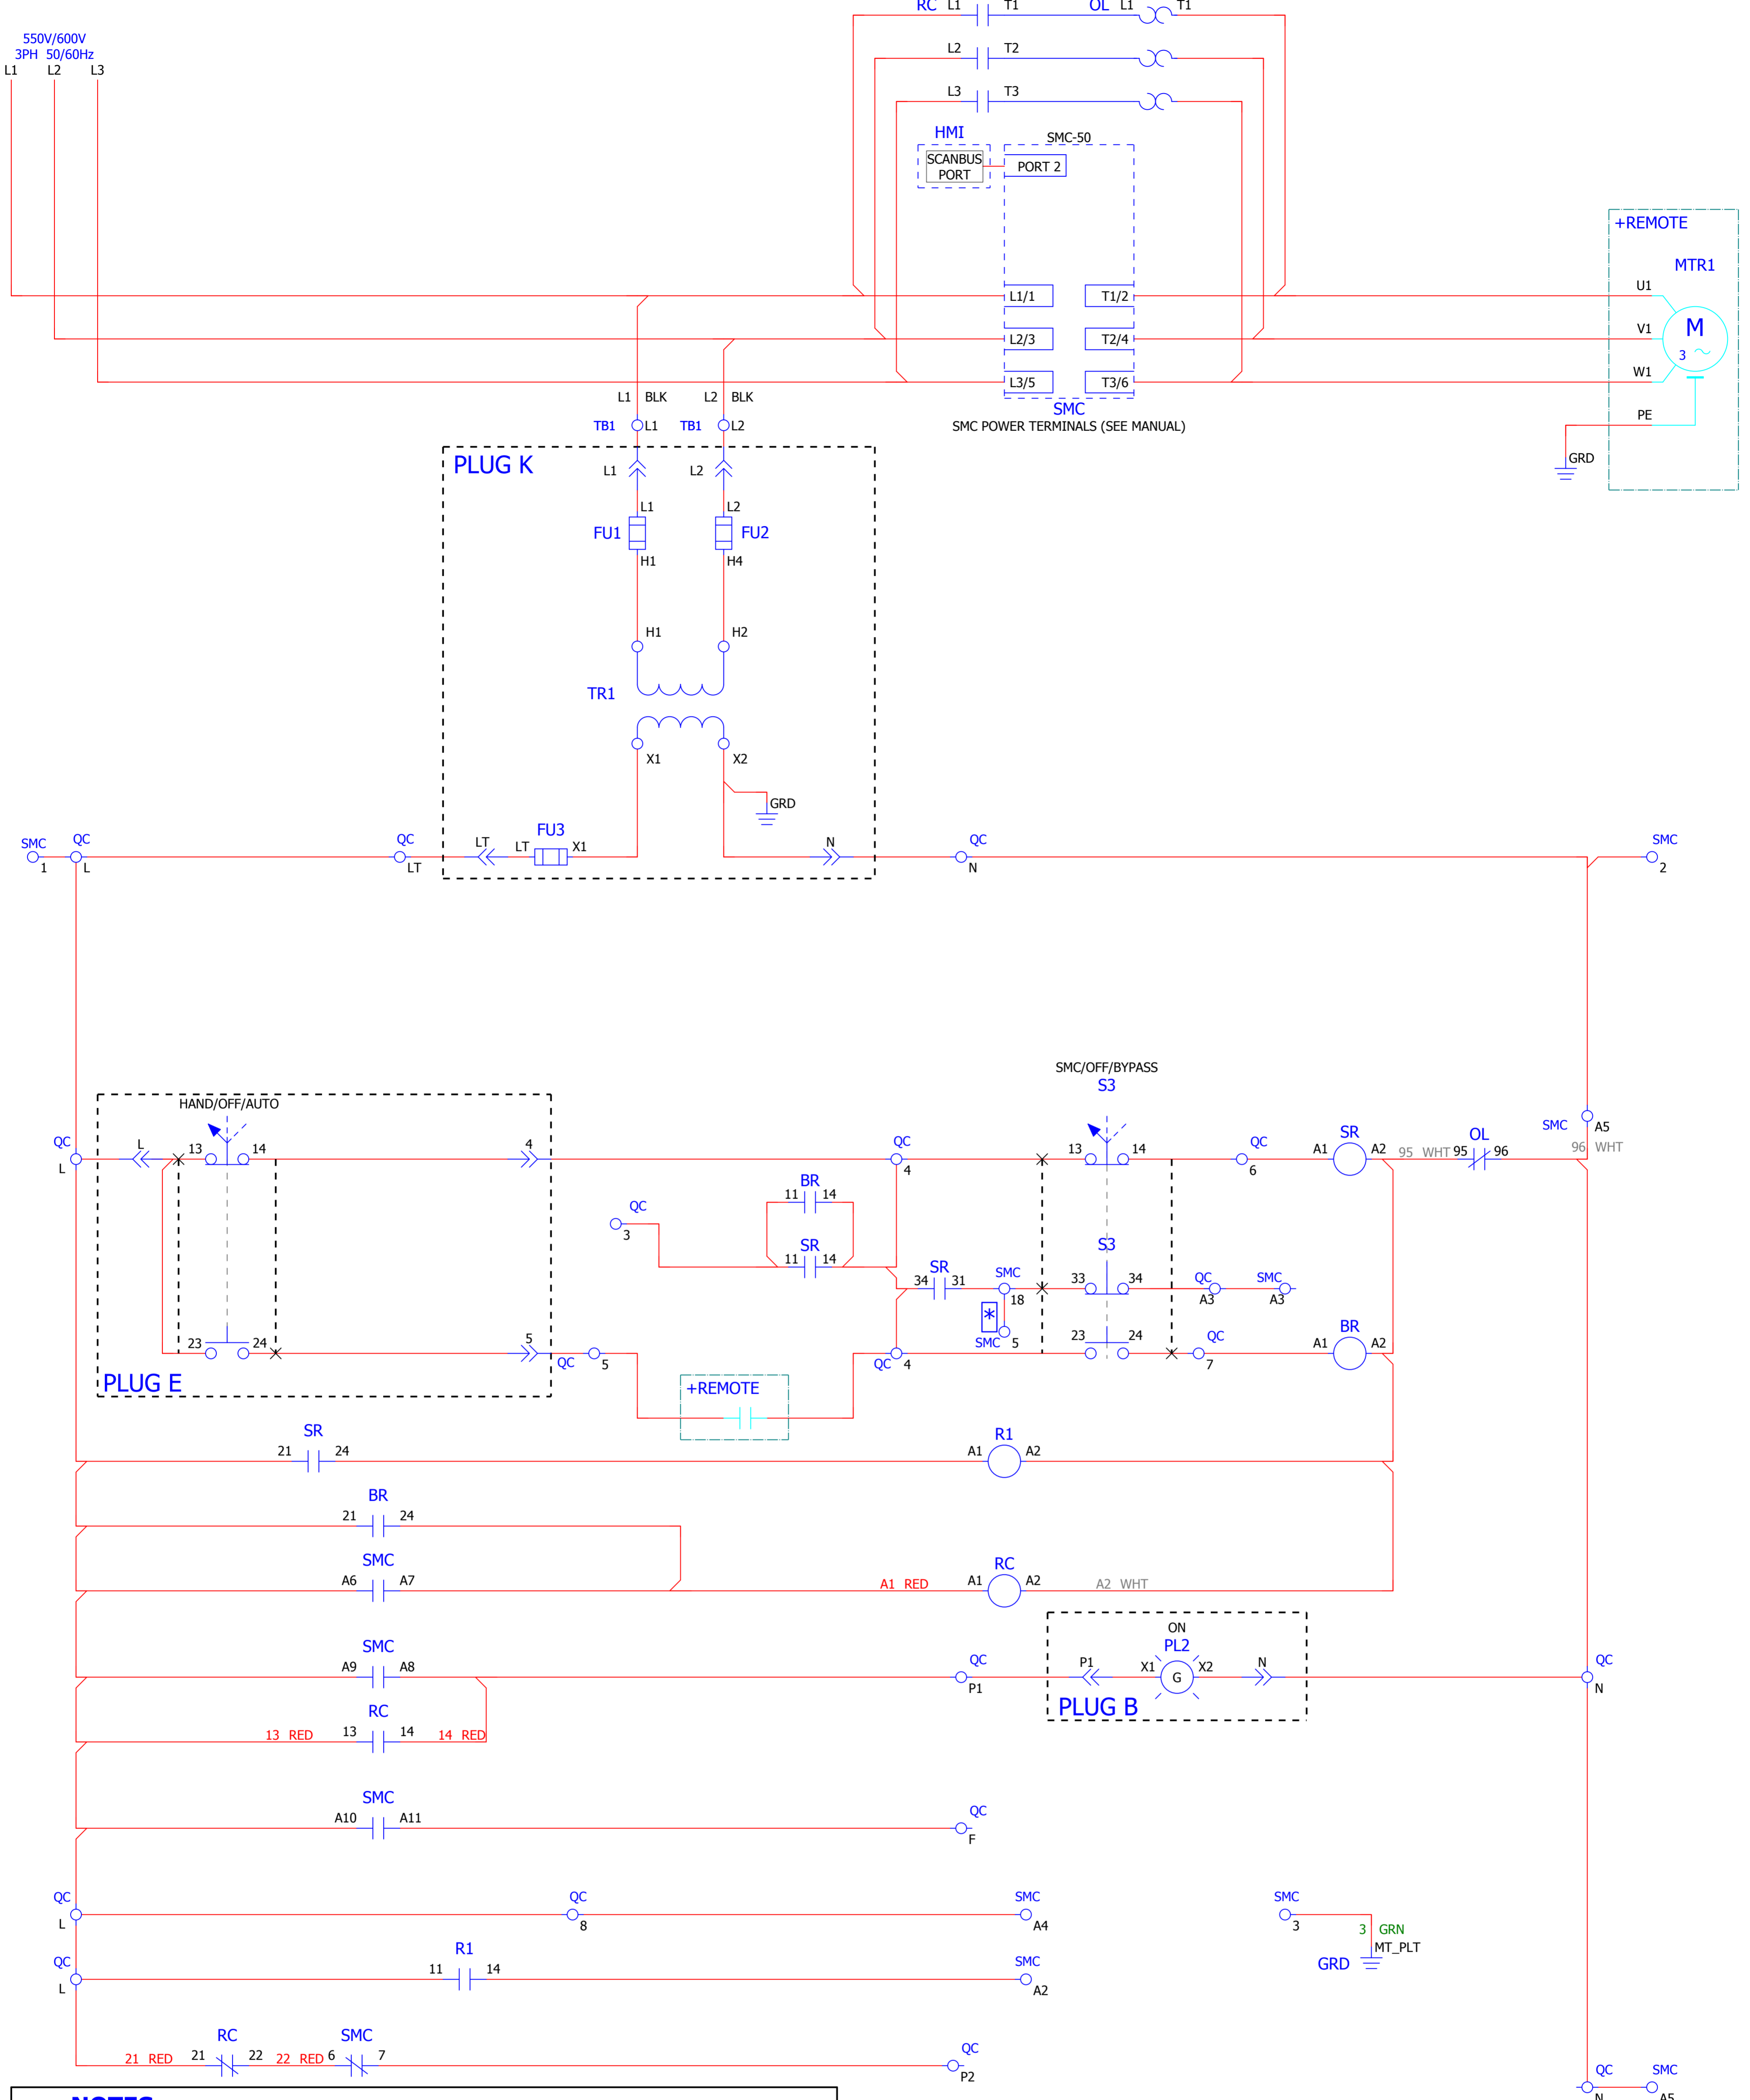 RC L1 T1 OL L1 T1
550V/600V
3PH 50/60Hz
L1 L2 L3
L2 T2
L3 T3
HMI
SMC-50
SCANBUS
PORT
PORT 2
+REMOTE
MTR1
L1/1 T1/2 U1
L2/3 T2/4 V1
M
3
L3/5 T3/6 W1
L1 BLK L2 BLK
SMC
TB1 L1 TB1 L2
SMC POWER TERMINALS (SEE MANUAL)
PE
GRD
PLUG K
L1 L2
L1 L2
FU1 FU2
H1 H4
H1 H2
TR1
X1 X2
GRD
SMC QC QC LT LT FU3 X1 N QC SMC
1 L LT N 2
SMC/OFF/BYPASS
S3
HAND/OFF/AUTO
SMC A5
QC L 13 14 4 QC 13 14 QC SR OL
L 4 6 A1 A2 95 WHT 95 96 96 WHT
BR
11 14
QC
3
SR
11 14
S3
SR
34 31 SMC 33 34 QC SMC
18 A3 A3
*
SMC 5
23 24 5 QC 5 QC 4 23 24 QC 7 BR
A1 A2
PLUG E
+REMOTE
SR
21 24
R1
A1 A2
BR
21 24
SMC
A6 A7
RC
A1 RED A1 A2 A2 WHT
ON
PL2
SMC
A9 A8 QC P1 P1 X1 G X2 N QC N
PLUG B
RC
13 RED 13 14 14 RED
SMC
A10 A11
QC
F
QC QC SMC SMC
L 8 A4 3
3 GRN
MT_PLT
GRD
QC R1 SMC
L 11 14 A2
RC SMC
21 RED 21 22 22 RED 6 7
QC
P2
QC SMC
N A5
NOTES